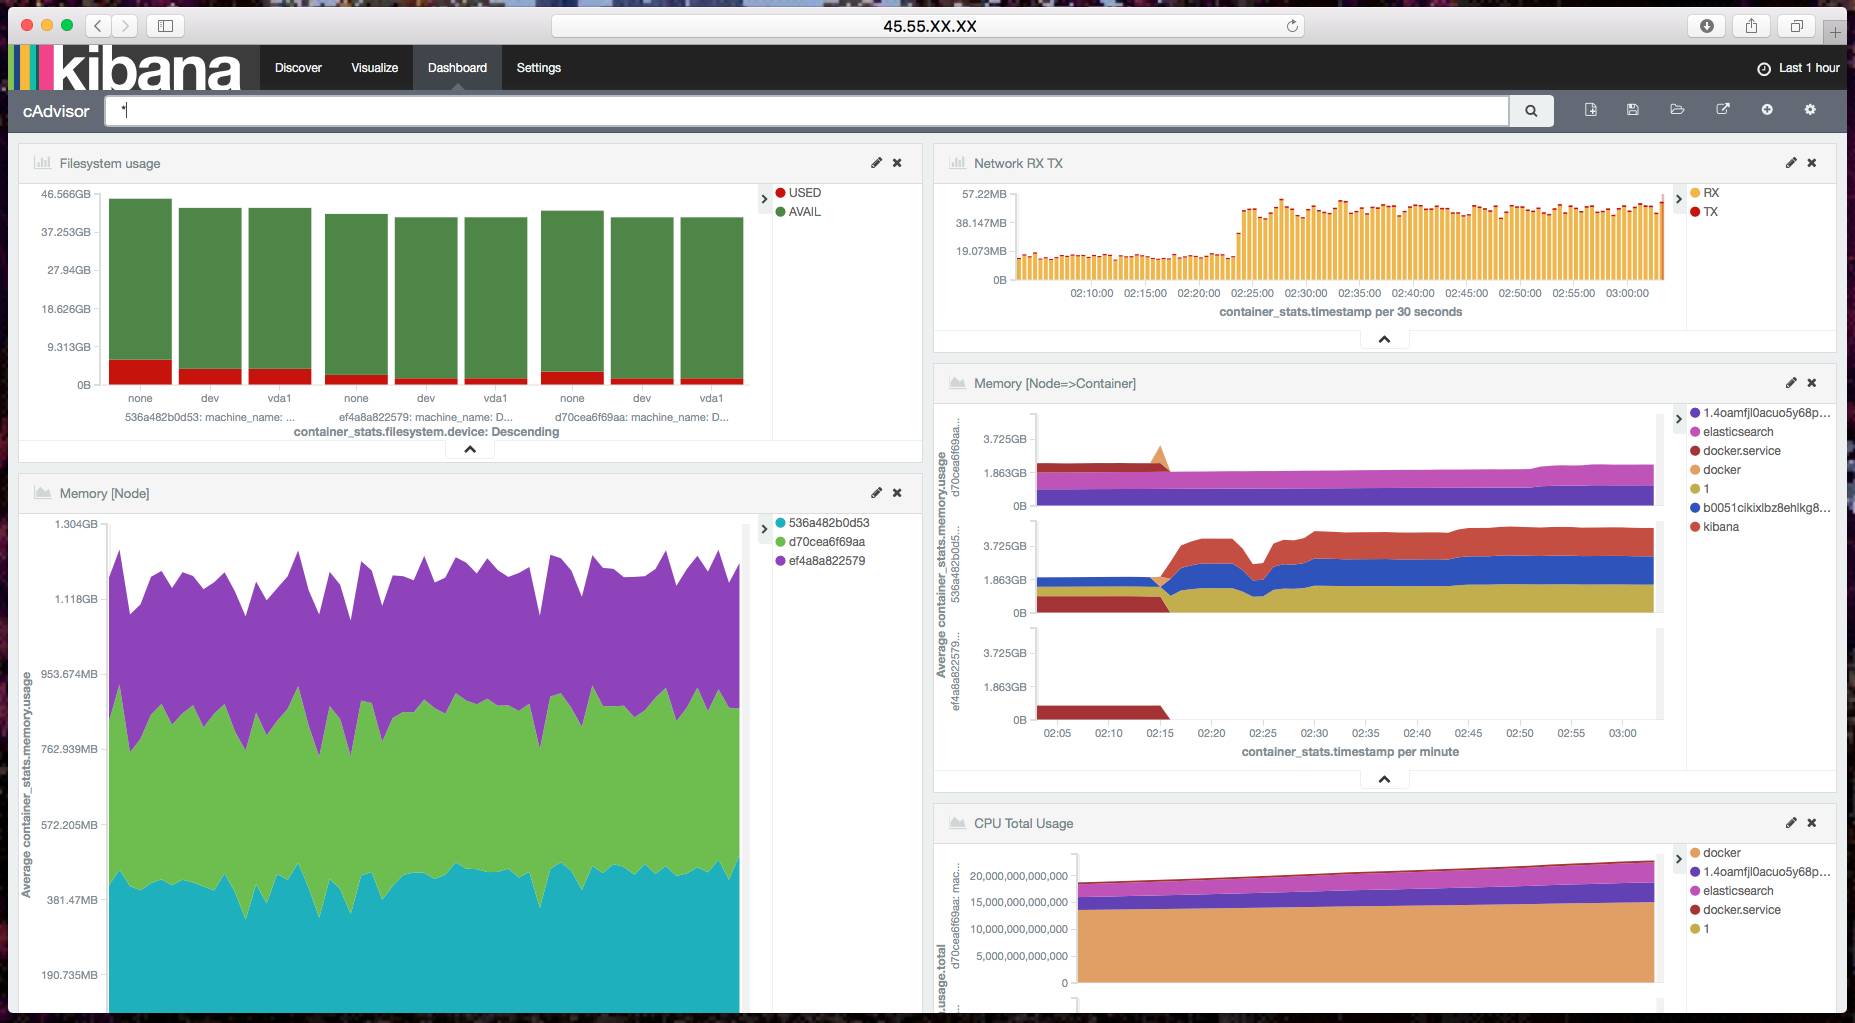 45.55.XX.XX
kibana
Discover Visualize Dashboard Settings Last 1 hour
cAdvisor *
Filesystem usage
46.566GB
37.253GB
27.94GB
18.626GB
9.313GB
0B
USED
AVAIL
none dev vda1 none dev vda1 none dev vda1
536a482b0d53: machine_name: ... ef4a8a822579: machine_name: D... d70cea6f69aa: machine_name: D...
container_stats.filesystem.device: Descending
Memory [Node]
1.304GB
1.118GB
953.674MB
762.939MB
572.205MB
381.47MB
190.735MB
Average container_stats.memory.usage
536a482b0d53
d70cea6f69aa
ef4a8a822579
Network RX TX
57.22MB
38.147MB
19.073MB
0B
RX
TX
02:10:00 02:15:00 02:20:00 02:25:00 02:30:00 02:35:00 02:40:00 02:45:00 02:50:00 02:55:00 03:00:00
container_stats.timestamp per 30 seconds
Memory [Node=>Container]
Average container_stats.memory.usage
d70cea6f69aa...
3.725GB
1.863GB
0B
536a482b0d5...
3.725GB
1.863GB
0B
ef4a8a822579...
3.725GB
1.863GB
0B
1.4oamfjl0acuo5y68p...
elasticsearch
docker.service
docker
1
b0051cikixlbz8ehlkg8...
kibana
02:05 02:10 02:15 02:20 02:25 02:30 02:35 02:40 02:45 02:50 02:55 03:00
container_stats.timestamp per minute
CPU Total Usage
.usage.total
d70cea6f69aa: mac...
20,000,000,000,000
15,000,000,000,000
10,000,000,000,000
5,000,000,000,000
0
docker
1.4oamfjl0acuo5y68p...
elasticsearch
docker.service
1